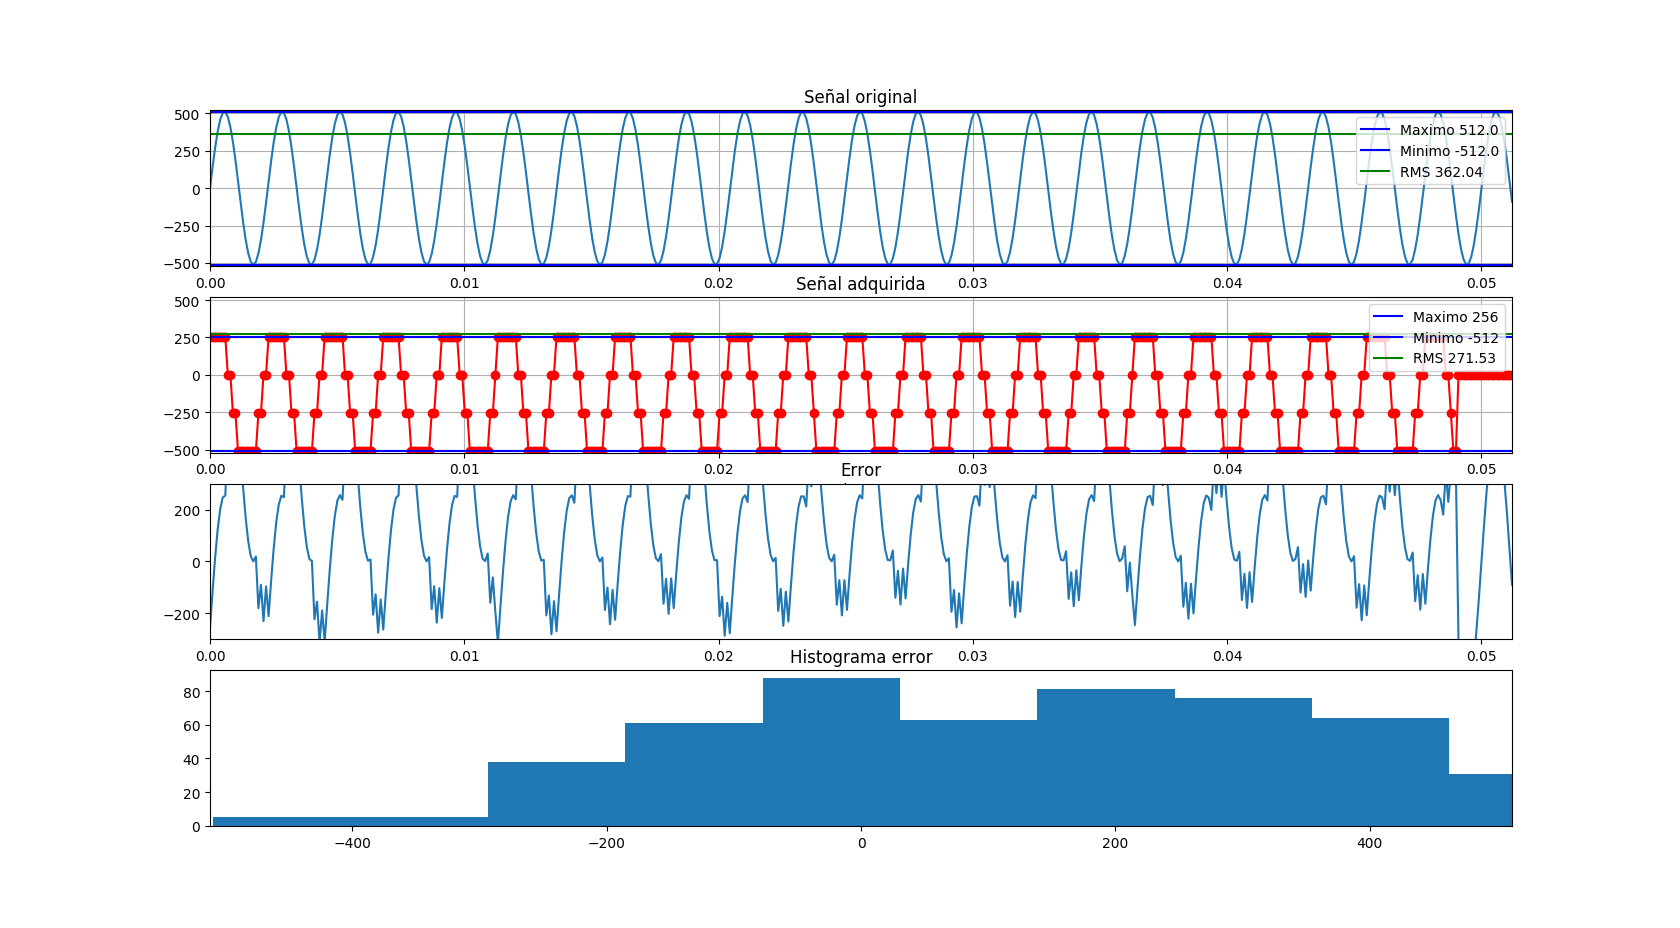 Señal original
500
250
0
−250
−500
Maximo 512.0
Minimo -512.0
RMS 362.04
0.00 0.01 0.02 0.03 0.04 0.05
Señal adquirida
500
250
0
−250
−500
Maximo 256
Minimo -512
RMS 271.53
0.00 0.01 0.02 0.03 0.04 0.05
Error
200
0
−200
0.00 0.01 0.02 0.03 0.04 0.05
Histograma error
80
60
40
20
0
−400 −200 0 200 400